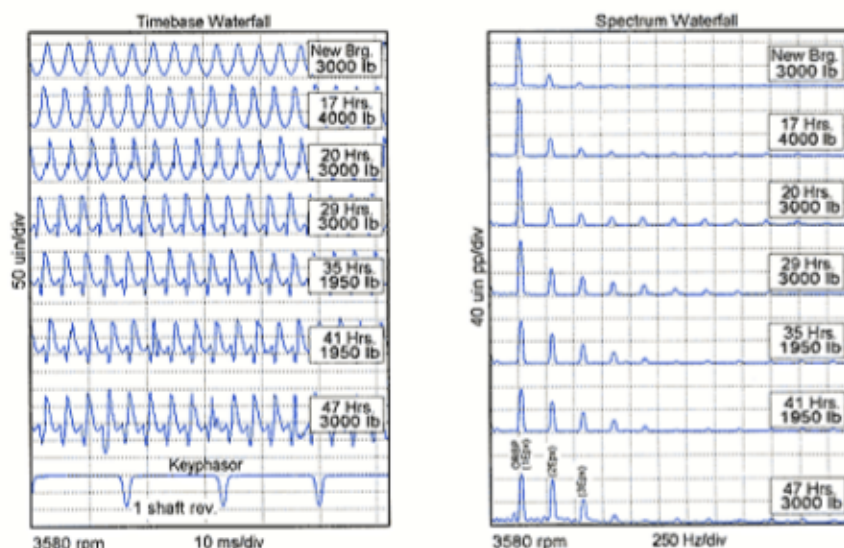 Timebase Waterfall
50 uin/div
New Brg.
3000 lb
17 Hrs.
4000 lb
20 Hrs.
3000 lb
29 Hrs.
3000 lb
35 Hrs.
1950 lb
41 Hrs.
1950 lb
47 Hrs.
3000 lb
Keyphasor
1 shaft rev.
3580 rpm
10 ms/div
Spectrum Waterfall
40 uin pp/div
New Brg.
3000 lb
17 Hrs.
4000 lb
20 Hrs.
3000 lb
29 Hrs.
3000 lb
35 Hrs.
1950 lb
41 Hrs.
1950 lb
(1Epx)
(2Epx)
(3Epx)
47 Hrs.
3000 lb
3580 rpm
250 Hz/div